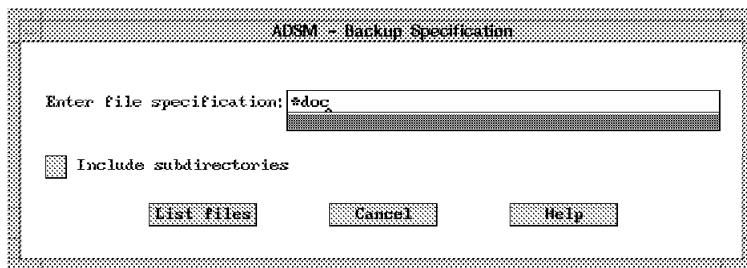 ADSM - Backup Specification
Enter file specification: *doc
Include subdirectories
List files Cancel Help